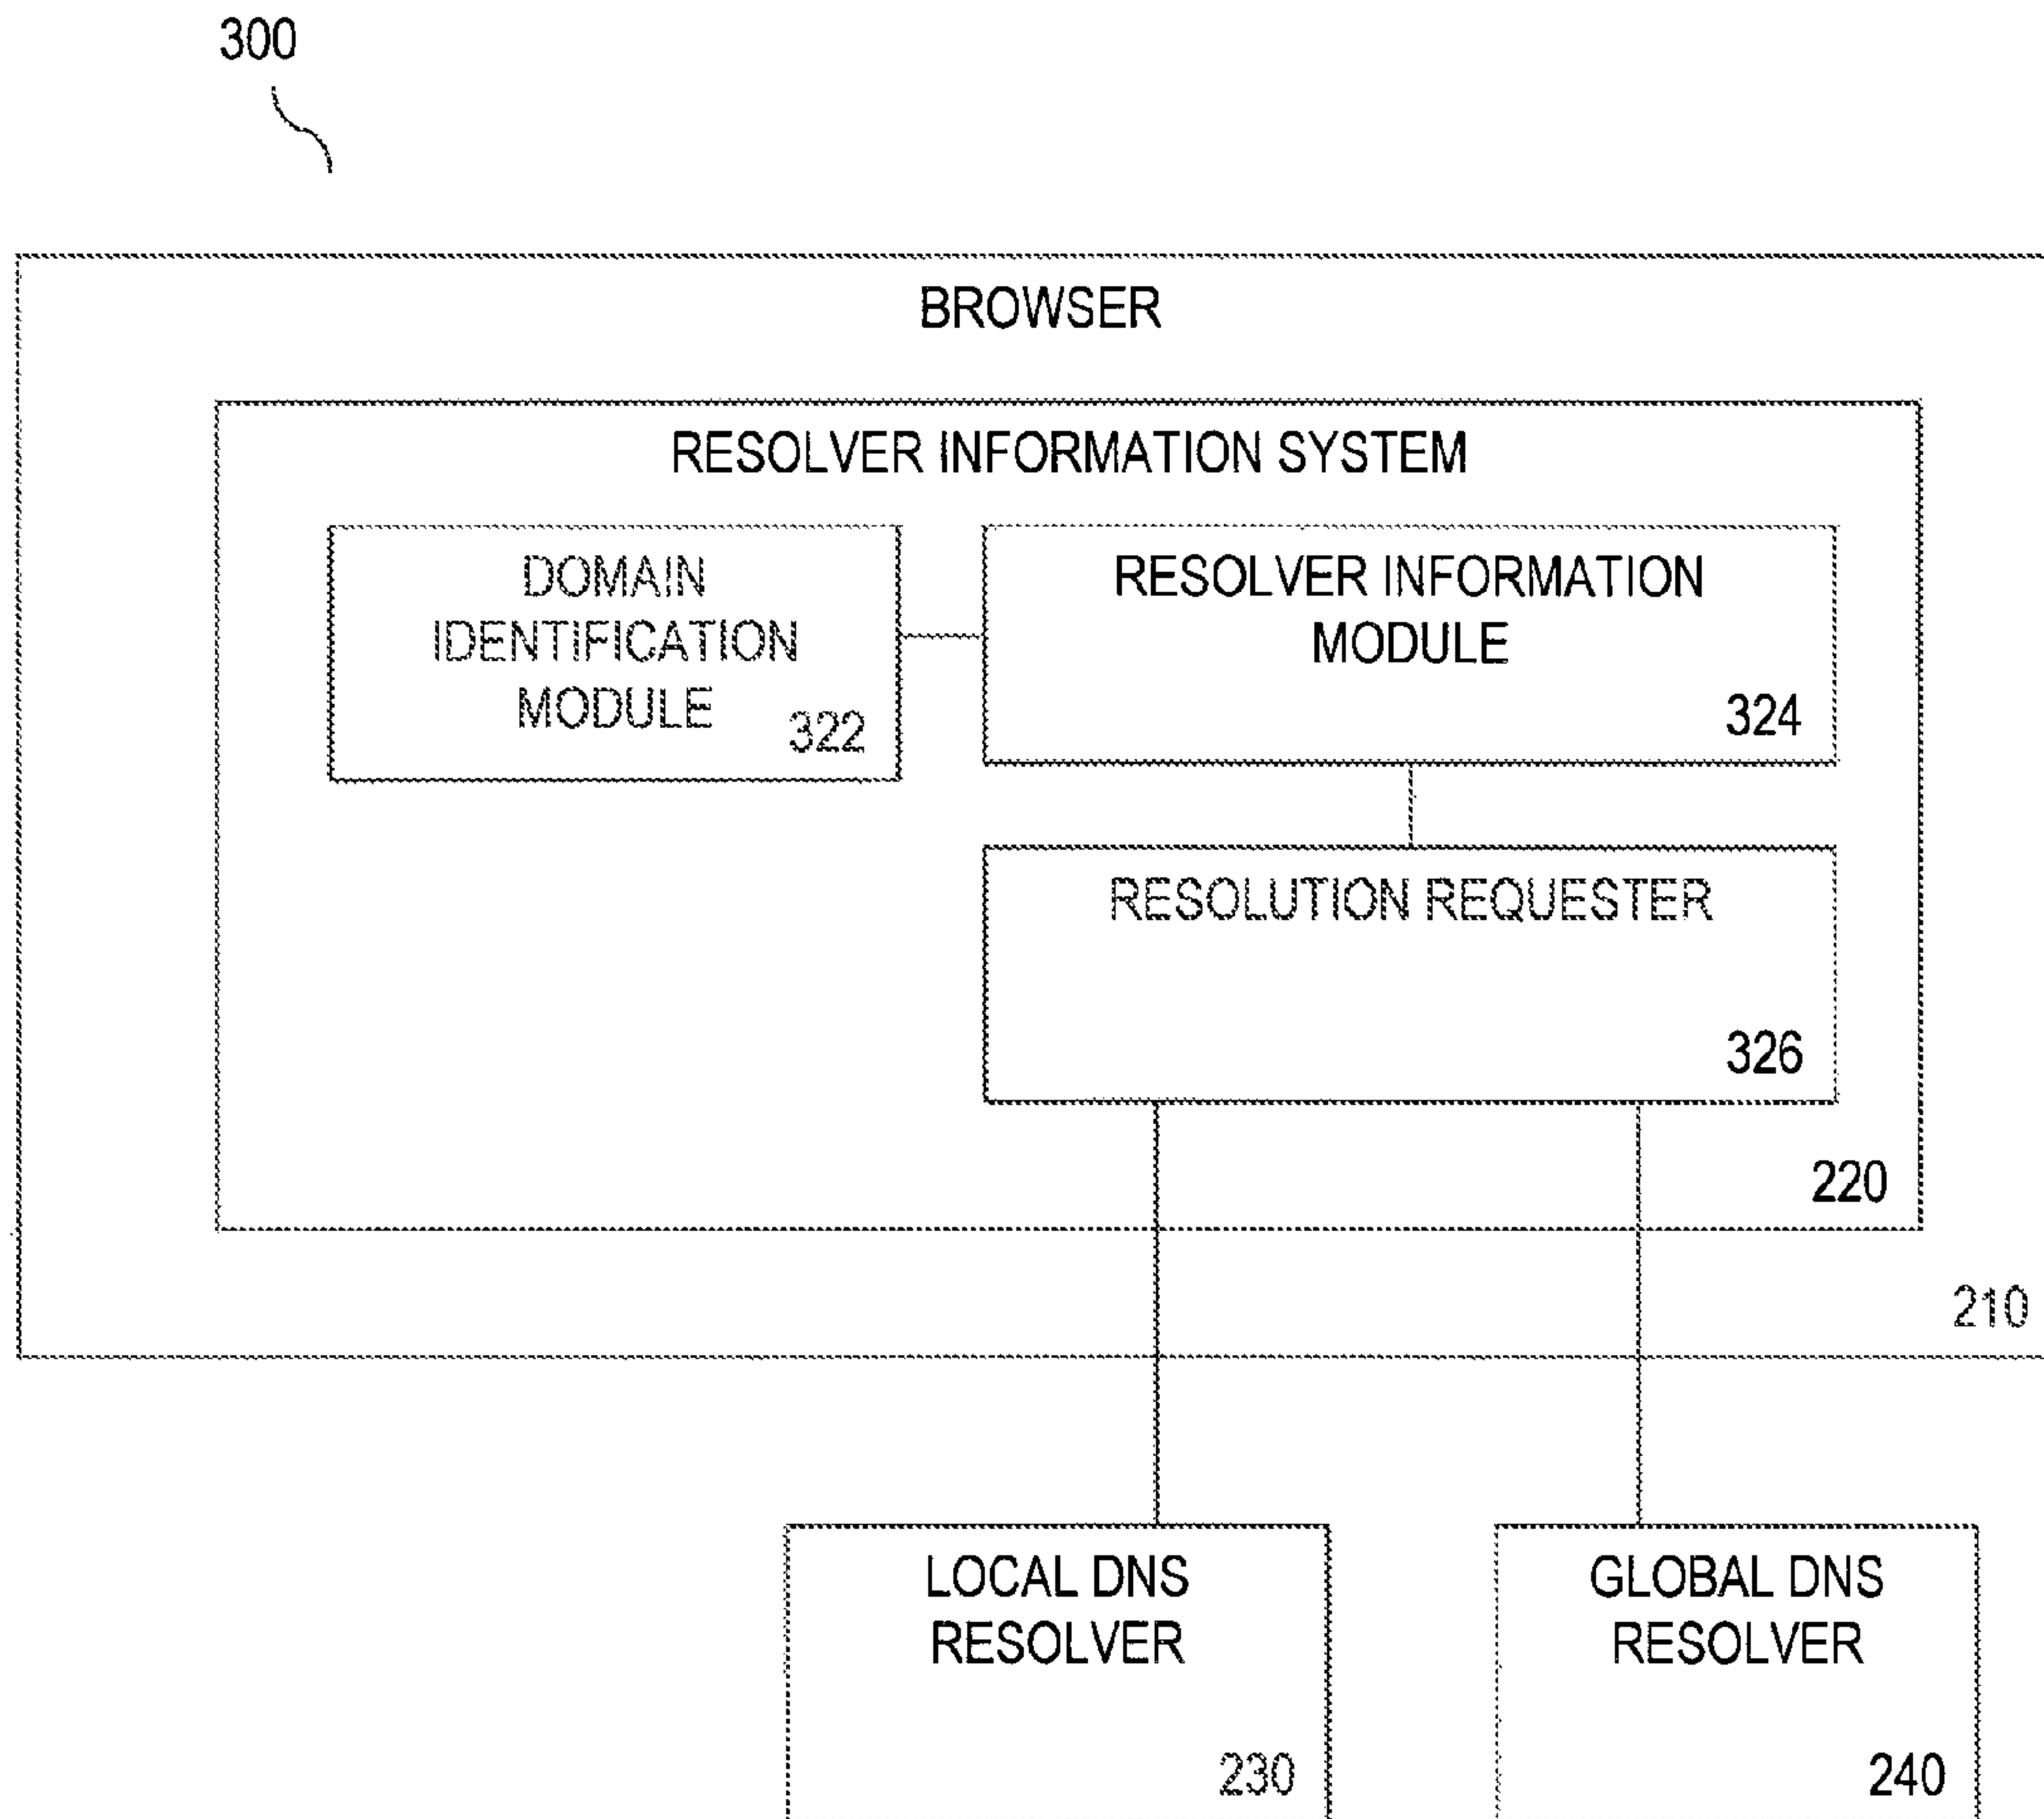 300
BROWSER
RESOLVER INFORMATION SYSTEM
DOMAIN
IDENTIFICATION
MODULE
322
RESOLVER INFORMATION
MODULE
324
RESOLUTION REQUESTER
326
220
210
LOCAL DNS
RESOLVER
230
GLOBAL DNS
RESOLVER
240